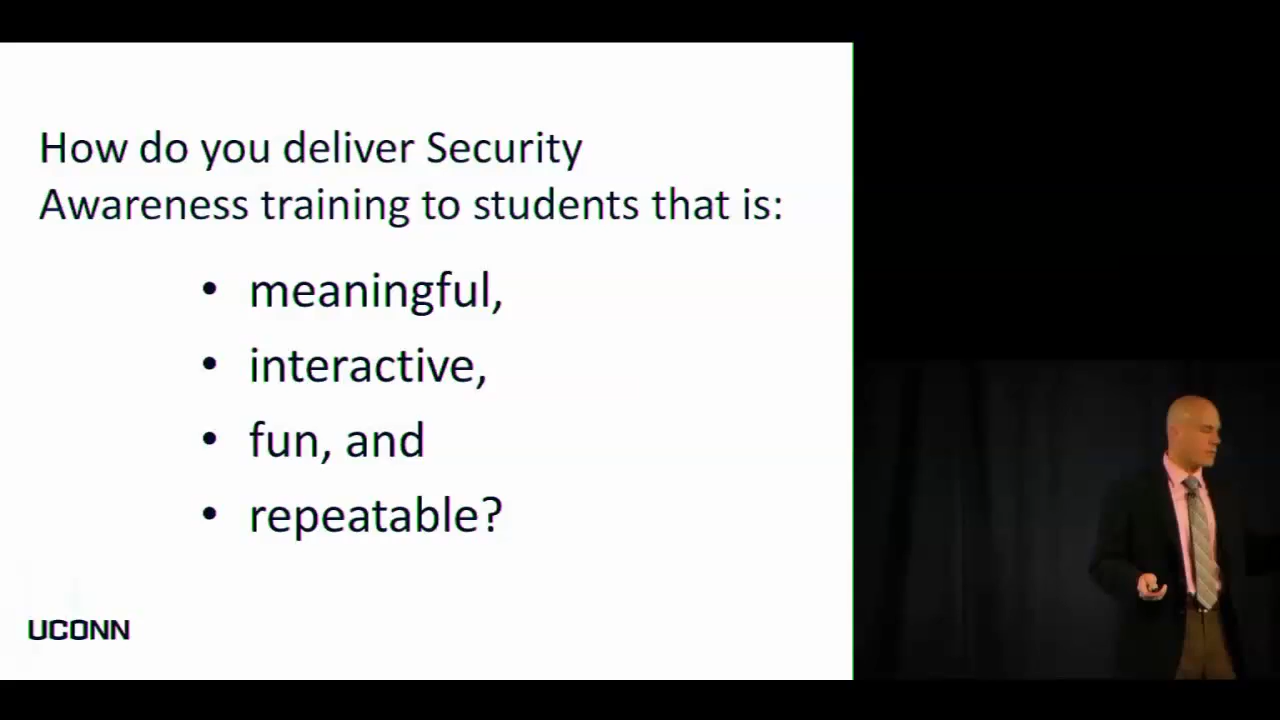 How do you deliver Security
Awareness training to students that is:
• meaningful,
• interactive,
• fun, and
• repeatable?
UCONN